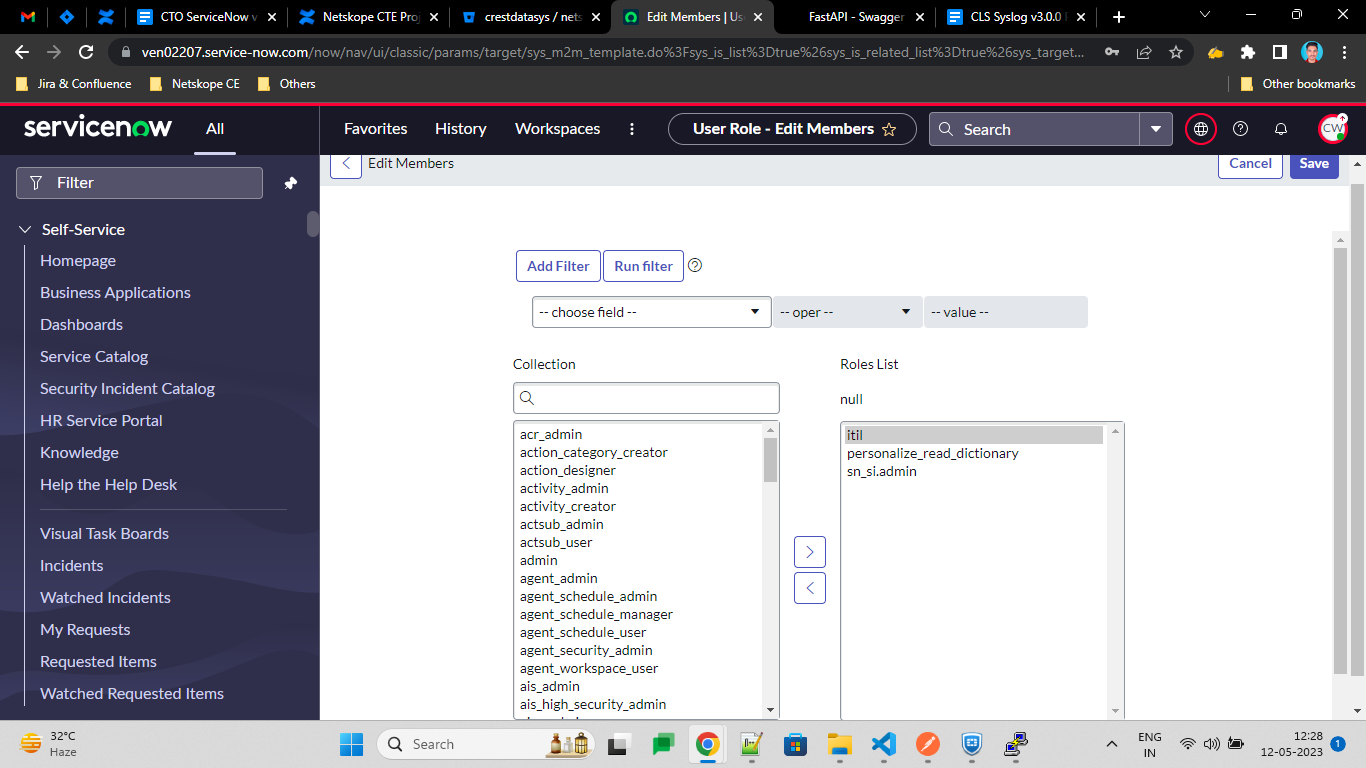 CTO ServiceNow v
Netskope CTE Proj
crestdatasys / nets
Edit Members | Use
FastAPI - Swagger
CLS Syslog v3.0.0
ven02207.service-now.com/now/nav/ui/classic/params/target/sys_m2m_template.do%3Fsys_is_list%3Dtrue%26sys_is_related_list%3Dtrue%26sys_target...
Jira & Confluence
Netskope CE
Others
Other bookmarks
servicenow
All
Favorites
History
Workspaces
User Role - Edit Members
Search
CW
Filter
Edit Members
Cancel
Save
Self-Service
Homepage
Business Applications
Dashboards
Service Catalog
Security Incident Catalog
HR Service Portal
Knowledge
Help the Help Desk
Visual Task Boards
Incidents
Watched Incidents
My Requests
Requested Items
Watched Requested Items
Add Filter
Run filter
-- choose field --
-- oper --
-- value --
Collection
acr_admin
action_category_creator
action_designer
activity_admin
activity_creator
actsub_admin
actsub_user
admin
agent_admin
agent_schedule_admin
agent_schedule_manager
agent_schedule_user
agent_security_admin
agent_workspace_user
ais_admin
ais_high_security_admin
Roles List
null
itil
personalize_read_dictionary
sn_si.admin
32°C
Haze
Search
ENG
IN
12:28
12-05-2023
1